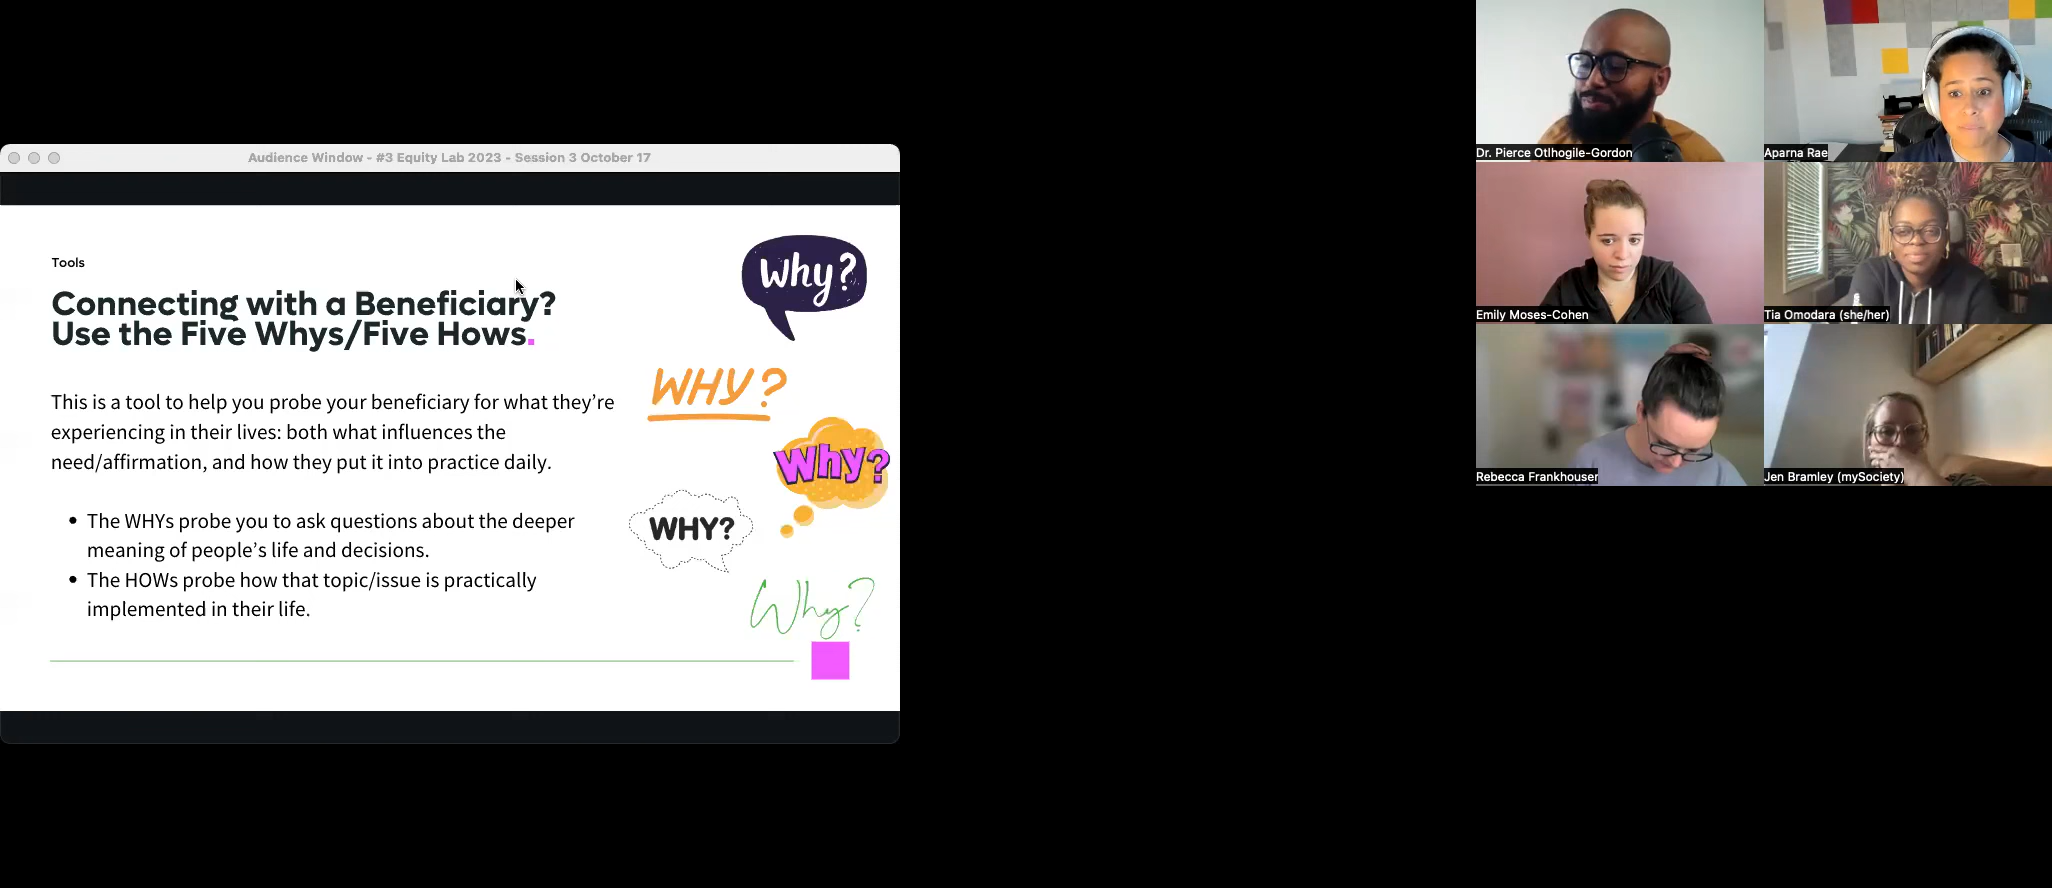 Audience Window - #3 Equity Lab 2023 - Session 3 October 17
Tools
Connecting with a Beneficiary?
Use the Five Whys/Five Hows.
This is a tool to help you probe your beneficiary for what they're
experiencing in their lives: both what influences the
need/affirmation, and how they put it into practice daily.
• The WHYs probe you to ask questions about the deeper
meaning of people's life and decisions.
• The HOWs probe how that topic/issue is practically
implemented in their life.
Why?
WHY?
Why?
WHY?
Why?
Dr. Pierce Otlhogile-Gordon
Aparna Rae
Emily Moses-Cohen
Tia Omodara (she/her)
Rebecca Frankhouser
Jen Bramley (mySociety)